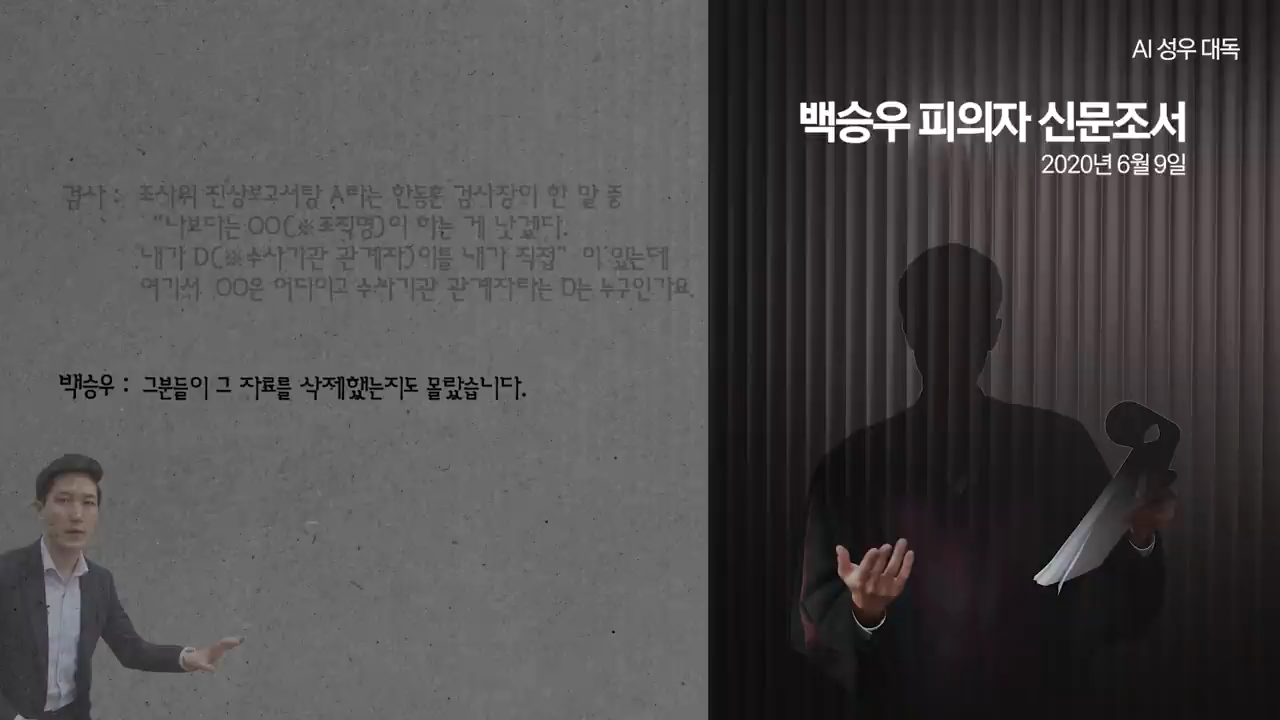 검사 : 조사위 진상보고서랑 A라는 한동훈 검사장이 한 말 중
"나보다는 OO(※조직명)이 하는 게 낫겠다.
내가 D(※수사기관 관계자)이를 내가 직접" 이 있는데
여기서 OO은 어디이고 수사기관 관계자라는 D는 누구인가요.
백승우 : 그분들이 그 자료를 삭제했는지도 몰랐습니다.
AI 성우 대독
백승우 피의자 신문조서
2020년 6월 9일